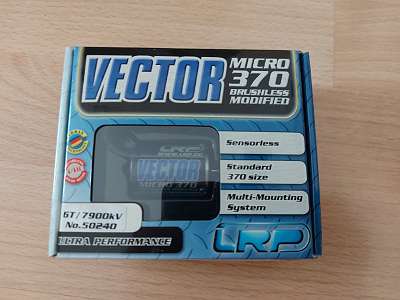 VECTOR
MICRO
370
BRUSHLESS
MODIFIED
LRP
VECTOR
MICRO 370
Sensorless
Standard
370 size
Multi-Mounting
System
6T/7900kV
No.50240
ULTRA PERFORMANCE
LRP